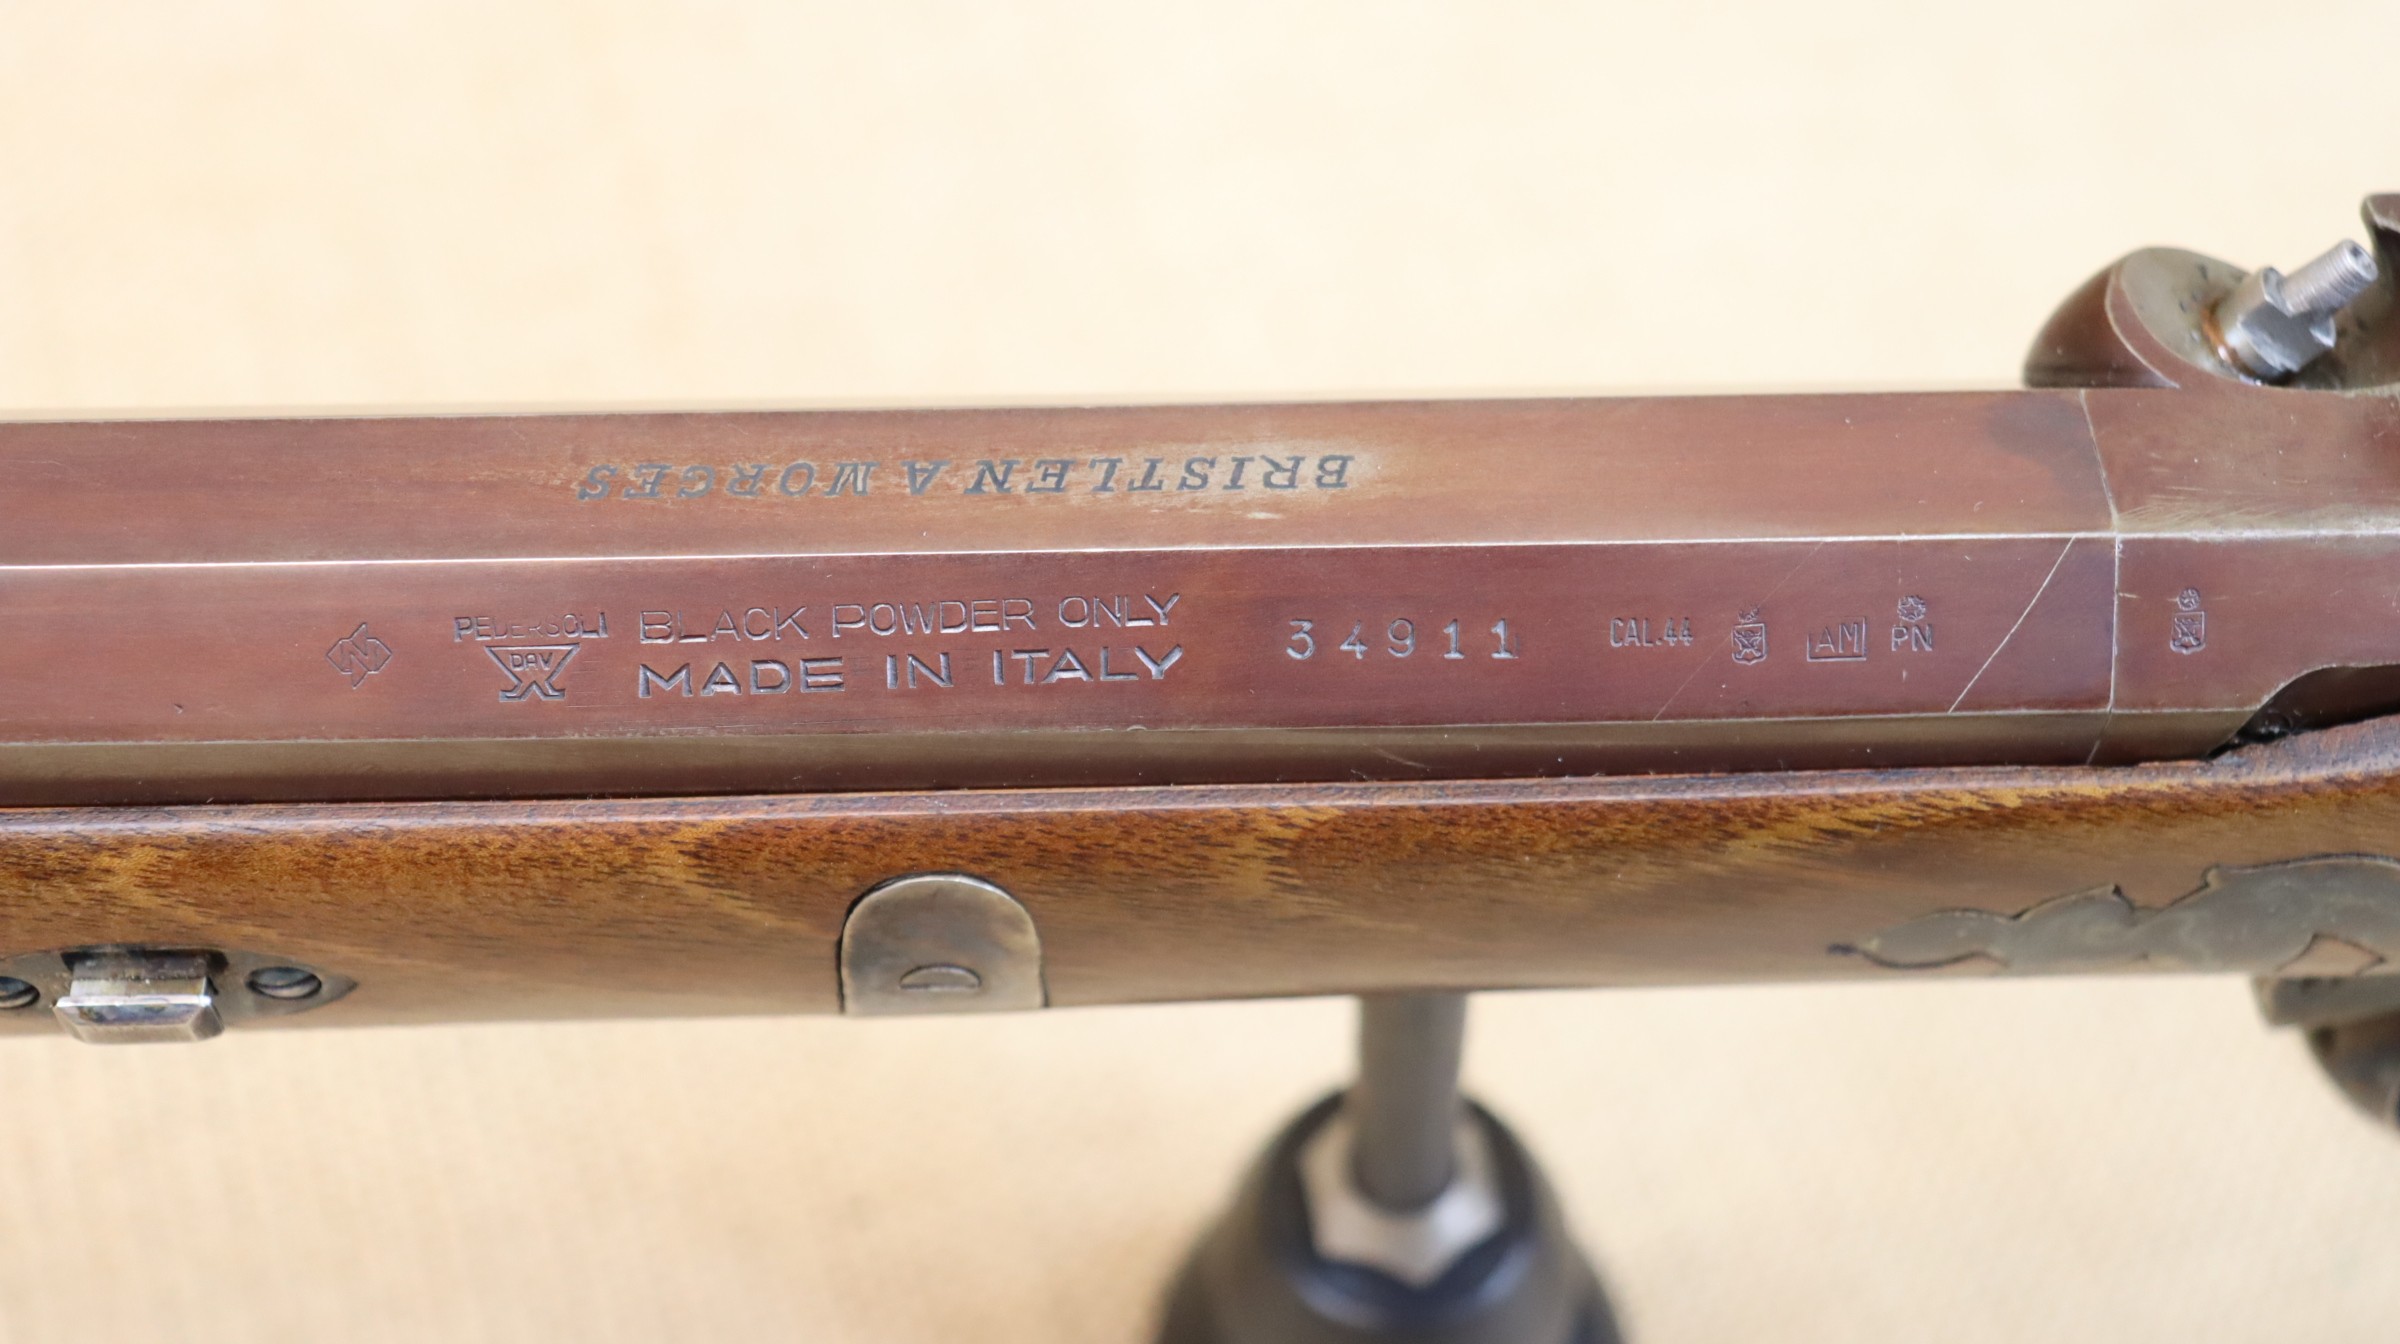 BRISTLEN A MORGES
PEDERSOLI
DAV
BLACK POWDER ONLY
MADE IN ITALY
34911
CAL.44
AM
PN